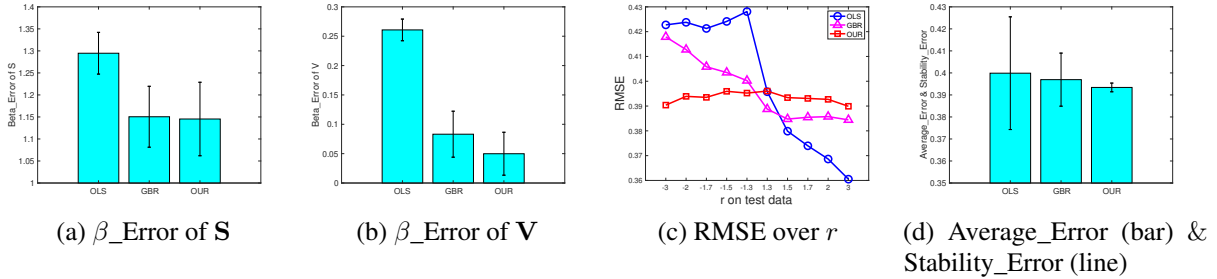 1.5
1.45
1.4
1.35
1.3
1.25
1.2
1.15
1.1
1.05
1
Beta_Error of S
OLS GBR OUR
(a) β_Error of S
0.3
0.25
0.2
0.15
0.1
0.05
0
Beta_Error of V
OLS GBR OUR
(b) β_Error of V
0.43
0.42
0.41
0.4
0.39
0.38
0.37
0.36
RMSE
OLS
GBR
OUR
-3 -2 -1.7 -1.5 -1.3 1.3 1.5 1.7 2 3
r on test data
(c) RMSE over r
0.43
0.42
0.41
0.4
0.39
0.38
0.37
0.36
0.35
Average_Error & Stability_Error
OLS GBR OUR
(d) Average_Error (bar) &
Stability_Error (line)